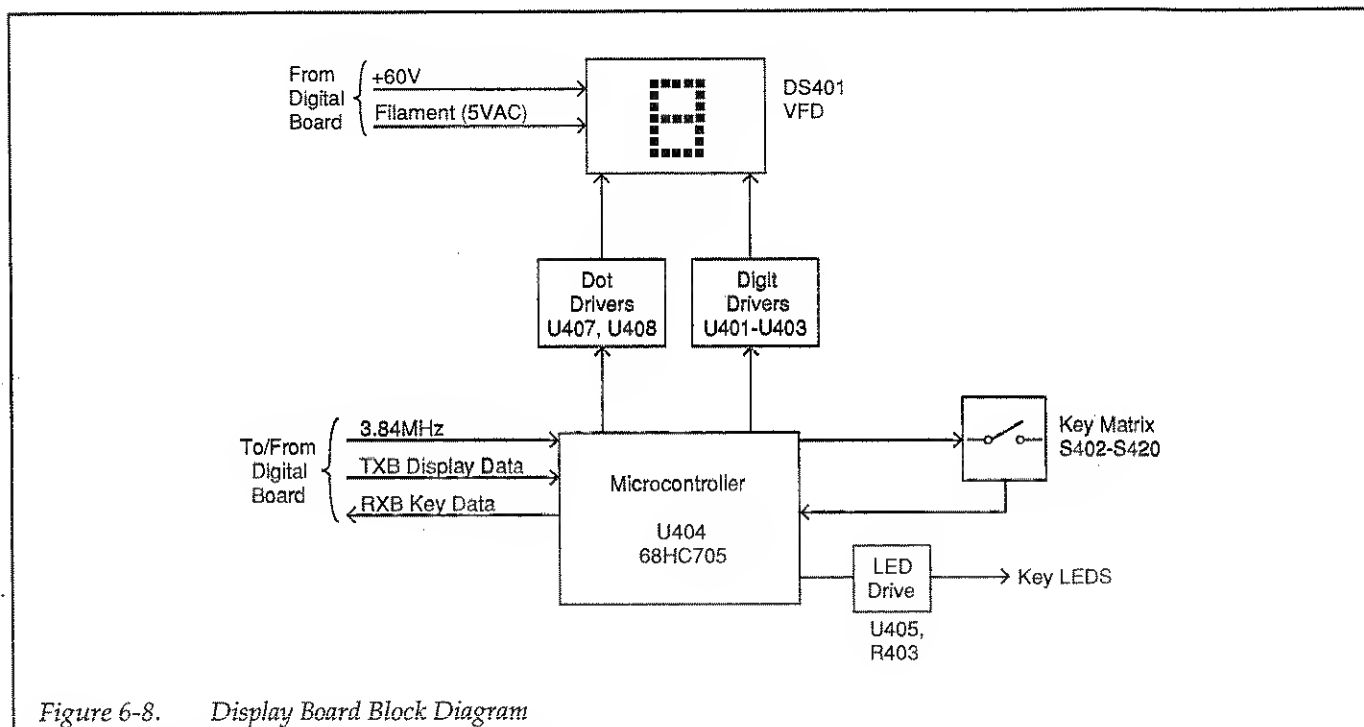 From
Digital
Board
+60V
Filament (5VAC)
DS401
VFD
Dot
Drivers
U407, U408
Digit
Drivers
U401-U403
To/From
Digital
Board
3.84MHz
TXB Display Data
RXB Key Data
Microcontroller
U404
68HC705
Key Matrix
S402-S420
LED
Drive
Key LEDS
U405,
R403
Figure 6-8. Display Board Block Diagram